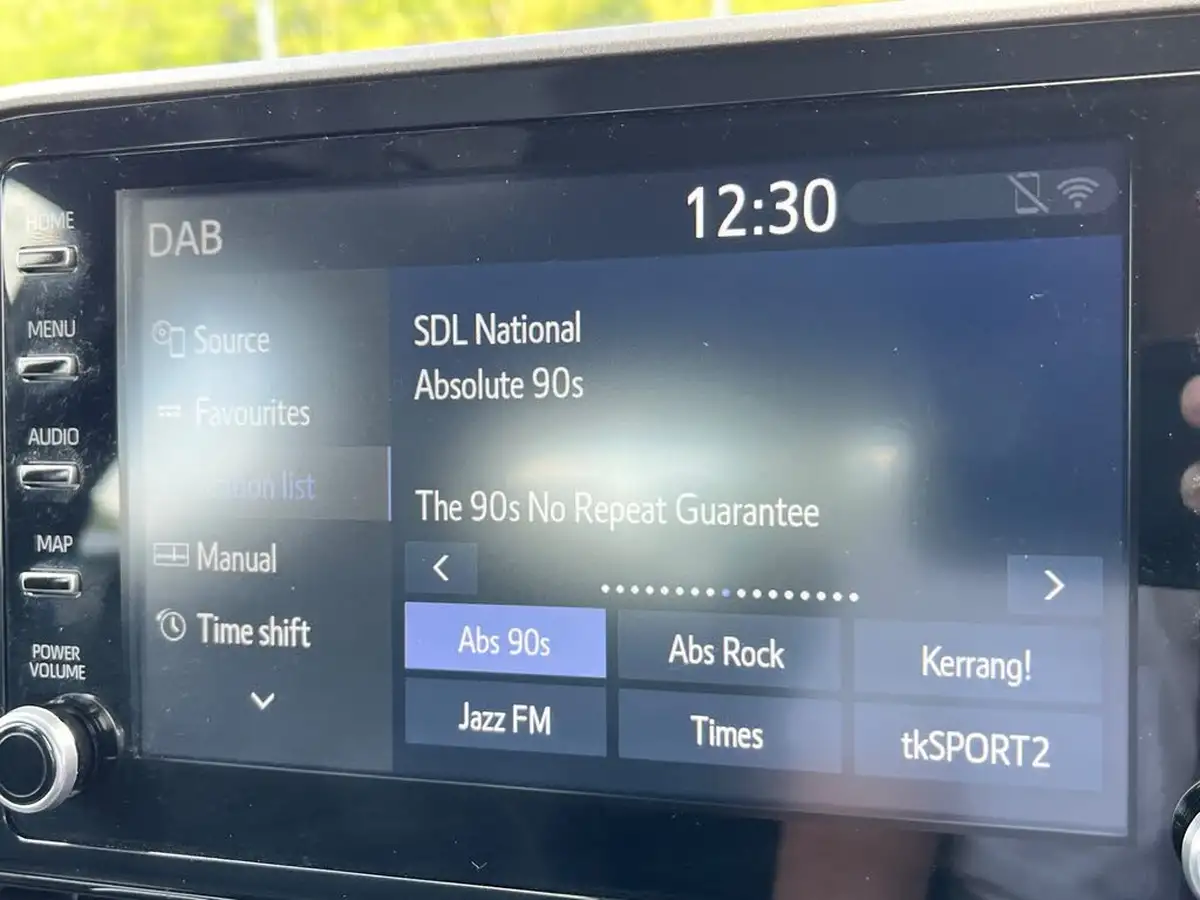 HOME
MENU
AUDIO
MAP
POWER
VOLUME
DAB
12:30
Source
Favourites
list
Manual
Time shift
SDL National
Absolute 90s
The 90s No Repeat Guarantee
Abs 90s
Abs Rock
Kerrang!
Jazz FM
Times
tkSPORT2